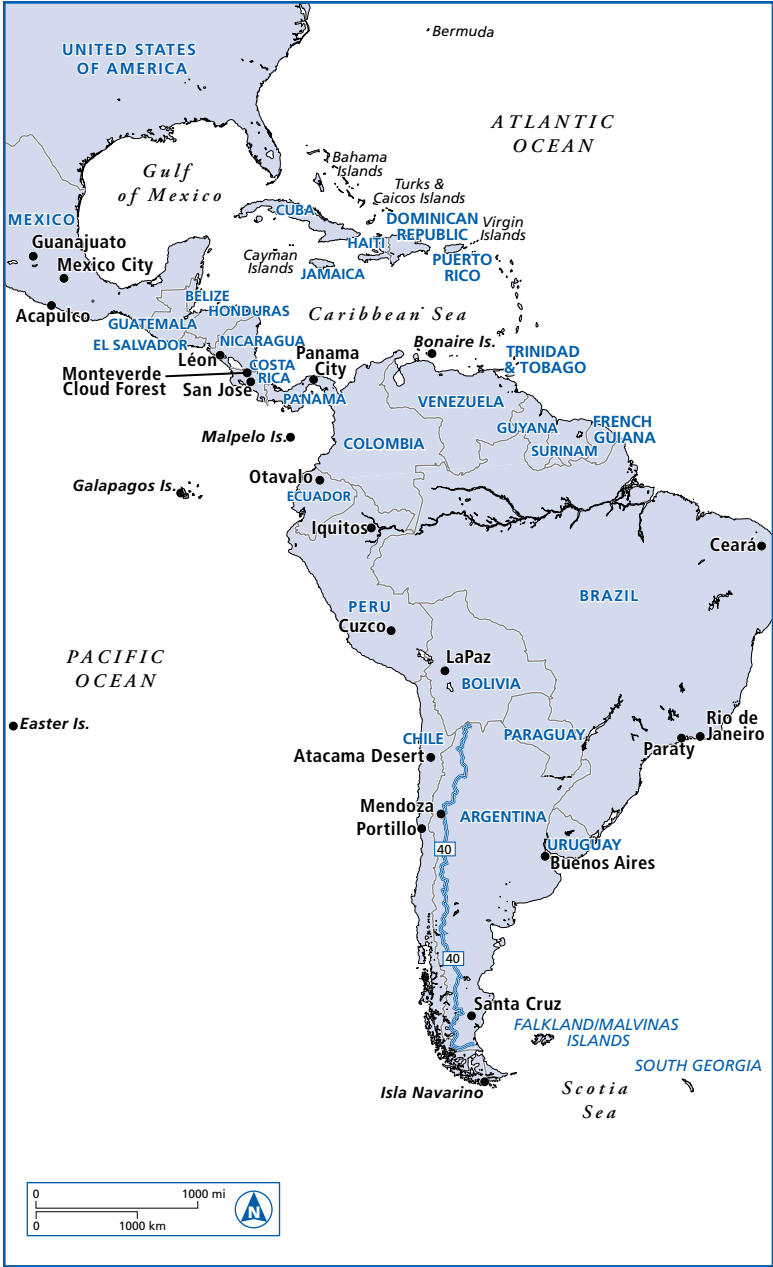 Bermuda
UNITED STATES
OF AMERICA
ATLANTIC
OCEAN
Gulf
of Mexico
Bahama
Islands
Turks &
Caicos Islands
CUBA
MEXICO
DOMINICAN
REPUBLIC
Virgin
Islands
Guanajuato
HAITI
Cayman
Islands
Mexico City
JAMAICA
PUERTO
RICO
BELIZE
Acapulco
HONDURAS
Caribbean Sea
GUATEMALA
EL SALVADOR
NICARAGUA
Bonaire Is.
Léon
Panama
City
TRINIDAD
& TOBAGO
COSTA
RICA
Monteverde
Cloud Forest
San José
PANAMA
VENEZUELA
GUYANA
FRENCH
GUIANA
Malpelo Is.
COLOMBIA
SURINAM
Otavalo
Galapagos Is.
ECUADOR
Iquitos
Ceará
BRAZIL
PERU
Cuzco
PACIFIC
OCEAN
LaPaz
BOLIVIA
Easter Is.
CHILE
PARAGUAY
Rio de
Janeiro
Paraty
Atacama Desert
Mendoza
ARGENTINA
Portillo
40
URUGUAY
Buenos Aires
40
Santa Cruz
FALKLAND/MALVINAS
ISLANDS
SOUTH GEORGIA
Isla Navarino
Scotia
Sea
0 1000 mi
0 1000 km
N